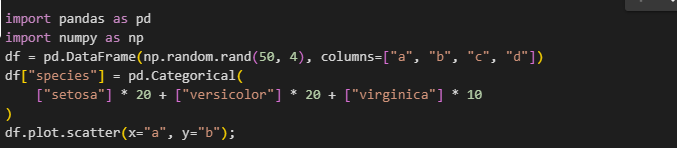 import pandas as pd
import numpy as np
df = pd.DataFrame(np.random.rand(50, 4), columns=["a", "b", "c", "d"])
df["species"] = pd.Categorical(
    ["setosa"] * 20 + ["versicolor"] * 20 + ["virginica"] * 10
)
df.plot.scatter(x="a", y="b");